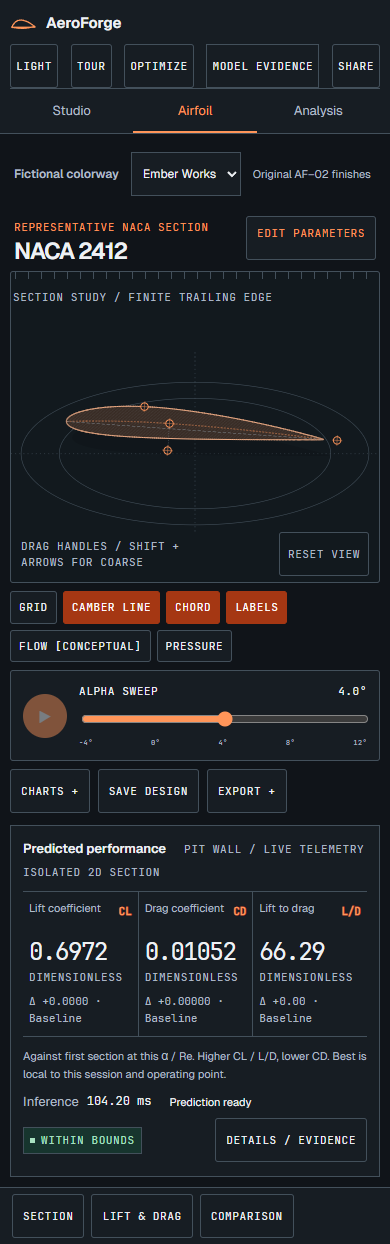 AeroForge
LIGHT TOUR OPTIMIZE MODEL EVIDENCE SHARE
Studio Airfoil Analysis
Fictional colorway Ember Works Original AF–02 finishes
REPRESENTATIVE NACA SECTION
NACA 2412
EDIT PARAMETERS
SECTION STUDY / FINITE TRAILING EDGE
DRAG HANDLES / SHIFT +
ARROWS FOR COARSE
RESET VIEW
GRID CAMBER LINE CHORD LABELS
FLOW [CONCEPTUAL] PRESSURE
ALPHA SWEEP 4.0°
-4° 0° 4° 8° 12°
CHARTS + SAVE DESIGN EXPORT +
Predicted performance PIT WALL / LIVE TELEMETRY
ISOLATED 2D SECTION
Lift coefficient CL Drag coefficient CD Lift to drag L/D
0.6972 0.01052 66.29
DIMENSIONLESS DIMENSIONLESS DIMENSIONLESS
Δ +0.0000 · Δ +0.00000 · Δ +0.00 ·
Baseline Baseline Baseline
Against first section at this α / Re. Higher CL / L/D, lower CD. Best is
local to this session and operating point.
Inference 104.20 ms Prediction ready
WITHIN BOUNDS DETAILS / EVIDENCE
SECTION LIFT & DRAG COMPARISON